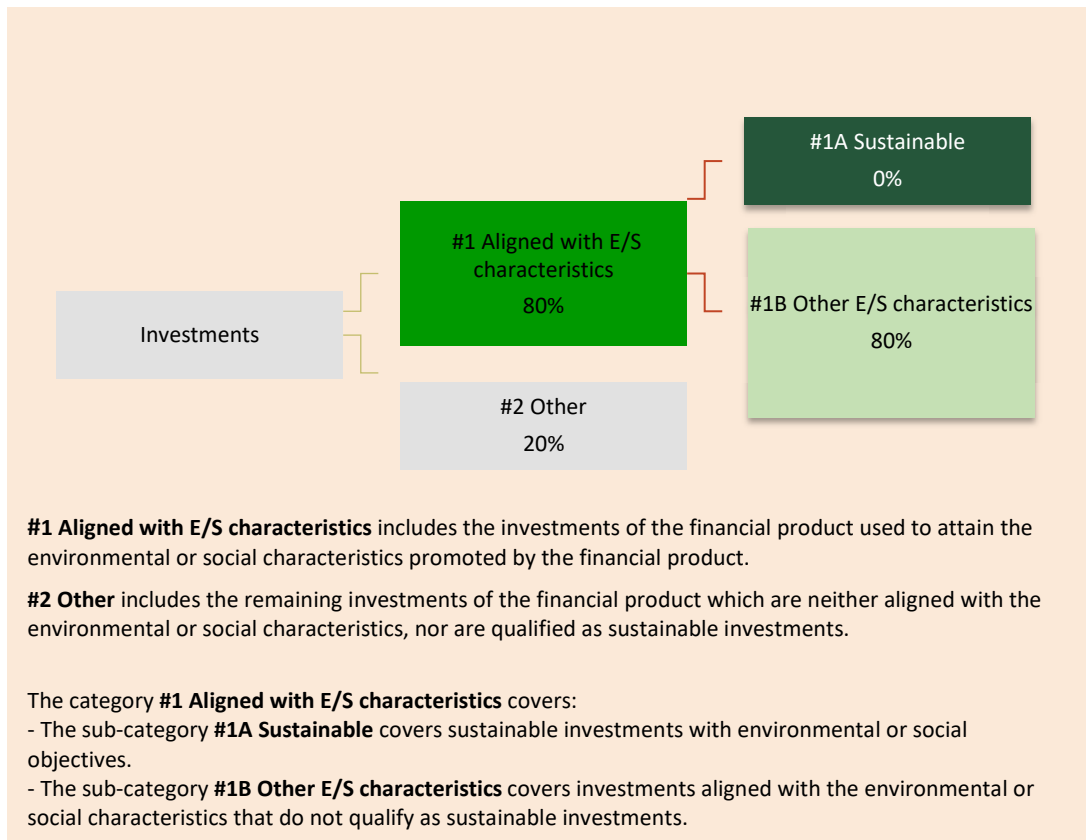 #1A Sustainable
0%
#1 Aligned with E/S
characteristics
80%
#1B Other E/S characteristics
80%
Investments
#2 Other
20%
#1 Aligned with E/S characteristics includes the investments of the financial product used to attain the
environmental or social characteristics promoted by the financial product.
#2 Other includes the remaining investments of the financial product which are neither aligned with the
environmental or social characteristics, nor are qualified as sustainable investments.
The category #1 Aligned with E/S characteristics covers:
- The sub-category #1A Sustainable covers sustainable investments with environmental or social
objectives.
- The sub-category #1B Other E/S characteristics covers investments aligned with the environmental or
social characteristics that do not qualify as sustainable investments.